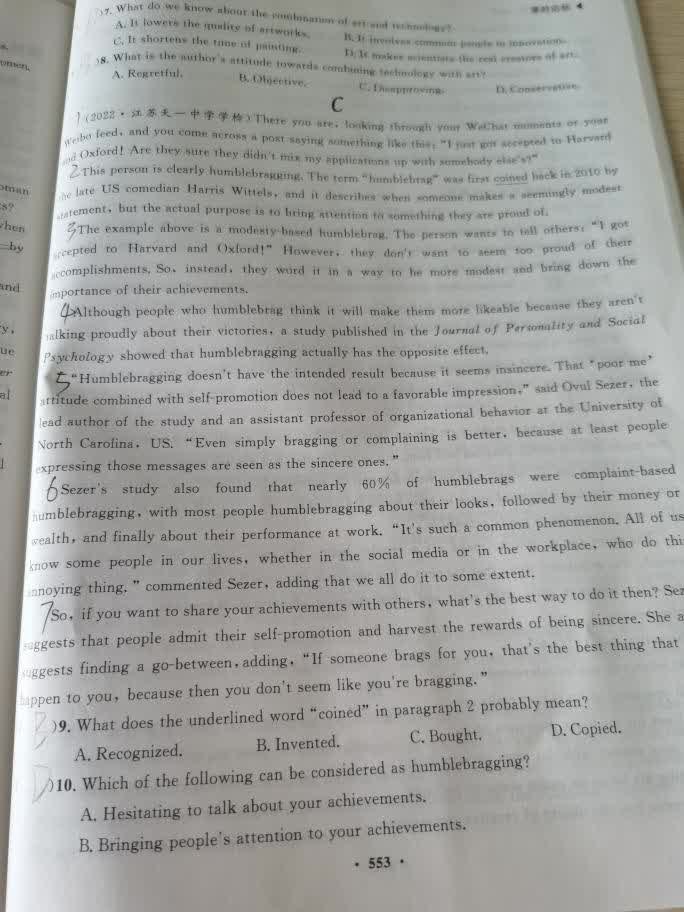 课时达标
)7. What do we know about the combination of art and technology?
A. It lowers the quality of artworks.
B. It involves common people in innovation.
C. It shortens the time of painting.
D. It makes scientists the real creators of art.
)8. What is the author's attitude towards combining technology with art?
A. Regretful.
B. Objective.
C. Disapproving.
D. Conservative.
C
1 (2022·江苏天一中学学检)There you are, looking through your WeChat moments or your
Weibo feed, and you come across a post saying something like this: "I just got accepted to Harvard
and Oxford! Are they sure they didn't mix my applications up with somebody else's?"
2 This person is clearly humblebragging. The term "humblebrag" was first coined back in 2010 by
he late US comedian Harris Wittels, and it describes when someone makes a seemingly modest
statement, but the actual purpose is to bring attention to something they are proud of.
3 The example above is a modesty-based humblebrag. The person wants to tell others: "I got
accepted to Harvard and Oxford!" However, they don't want to seem too proud of their
accomplishments. So, instead, they word it in a way to be more modest and bring down the
importance of their achievements.
4 Although people who humblebrag think it will make them more likeable because they aren't
talking proudly about their victories, a study published in the Journal of Personality and Social
Psychology showed that humblebragging actually has the opposite effect.
5 "Humblebragging doesn't have the intended result because it seems insincere. That 'poor me'
attitude combined with self-promotion does not lead to a favorable impression," said Ovul Sezer, the
lead author of the study and an assistant professor of organizational behavior at the University of
North Carolina, US. "Even simply bragging or complaining is better, because at least people
expressing those messages are seen as the sincere ones."
6 Sezer's study also found that nearly 60% of humblebrags were complaint-based
humblebragging, with most people humblebragging about their looks, followed by their money or
wealth, and finally about their performance at work. "It's such a common phenomenon. All of us
know some people in our lives, whether in the social media or in the workplace, who do thi
annoying thing." commented Sezer, adding that we all do it to some extent.
7 So, if you want to share your achievements with others, what's the best way to do it then? Sez
suggests that people admit their self-promotion and harvest the rewards of being sincere. She a
suggests finding a go-between, adding, "If someone brags for you, that's the best thing that
happen to you, because then you don't seem like you're bragging."
B )9. What does the underlined word "coined" in paragraph 2 probably mean?
A. Recognized.
B. Invented.
C. Bought.
D. Copied.
D )10. Which of the following can be considered as humblebragging?
A. Hesitating to talk about your achievements.
B. Bringing people's attention to your achievements.
· 553 ·